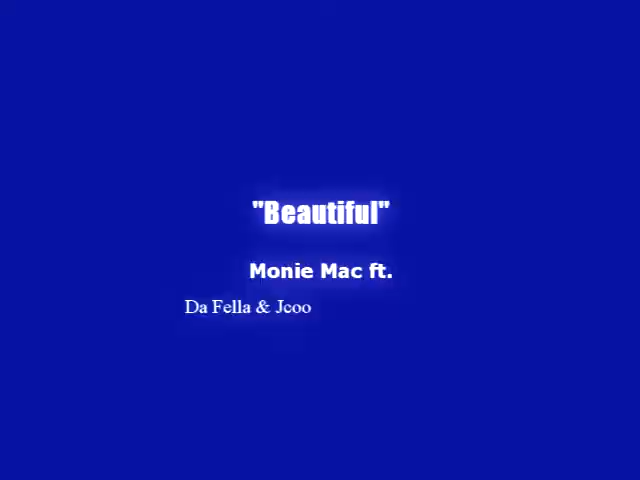 "Beautiful"
Monie Mac ft.
Da Fella & Jcoo